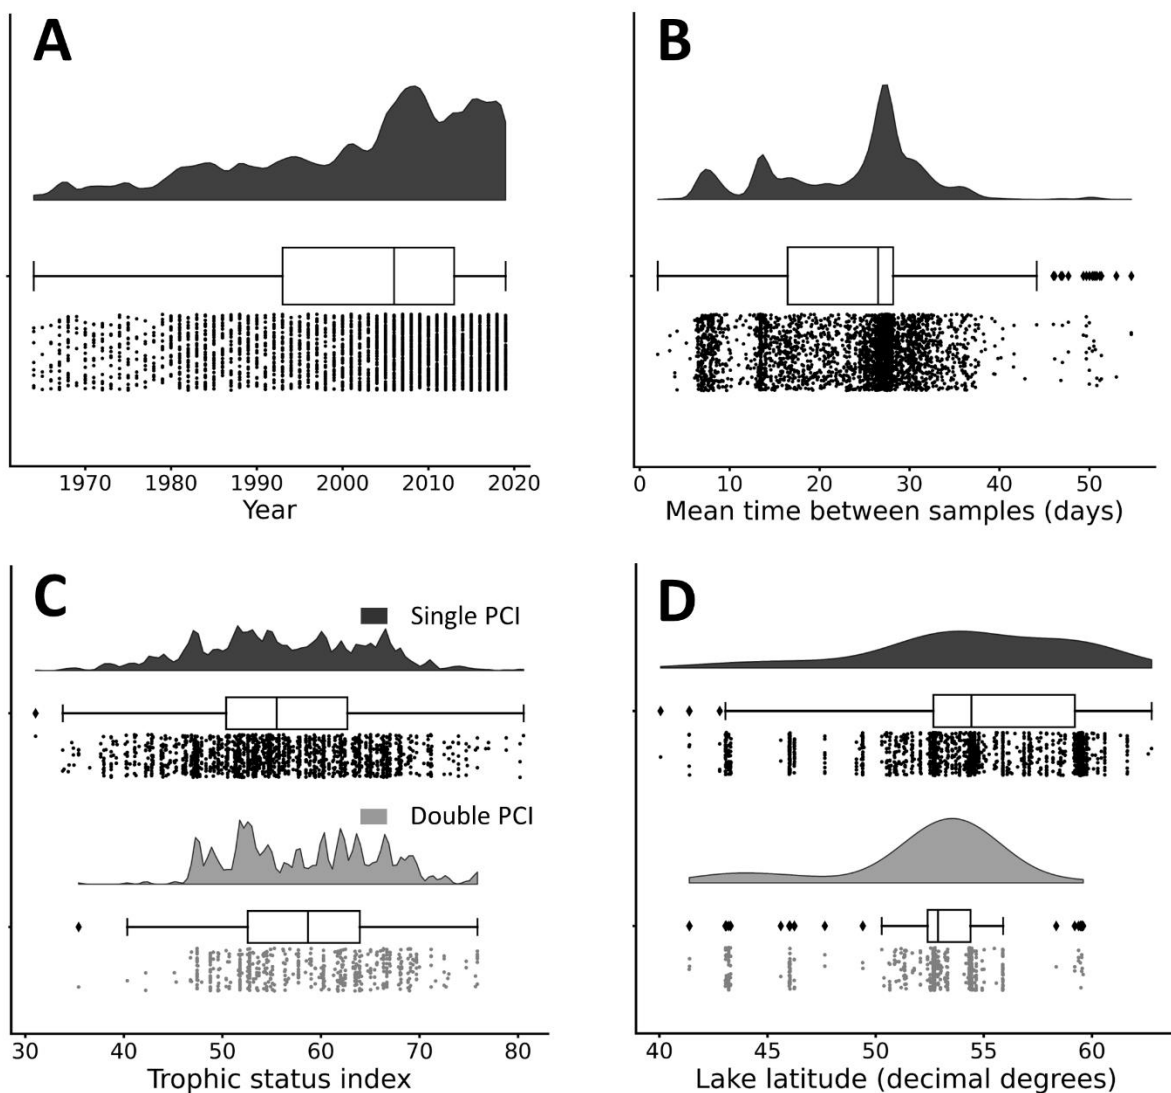 A
B
1970 1980 1990 2000 2010 2020
Year
0 10 20 30 40 50
Mean time between samples (days)
C
Single PCI
Double PCI
30 40 50 60 70 80
Trophic status index
D
40 45 50 55 60
Lake latitude (decimal degrees)